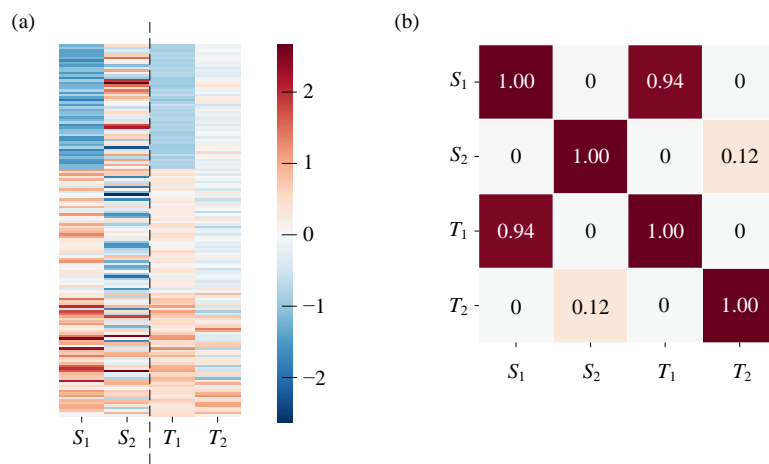 (a)
(b)
2
1
0
−1
−2
S₁ S₂ T₁ T₂
S₁ 1.00 0 0.94 0
S₂ 0 1.00 0 0.12
T₁ 0.94 0 1.00 0
T₂ 0 0.12 0 1.00
S₁ S₂ T₁ T₂